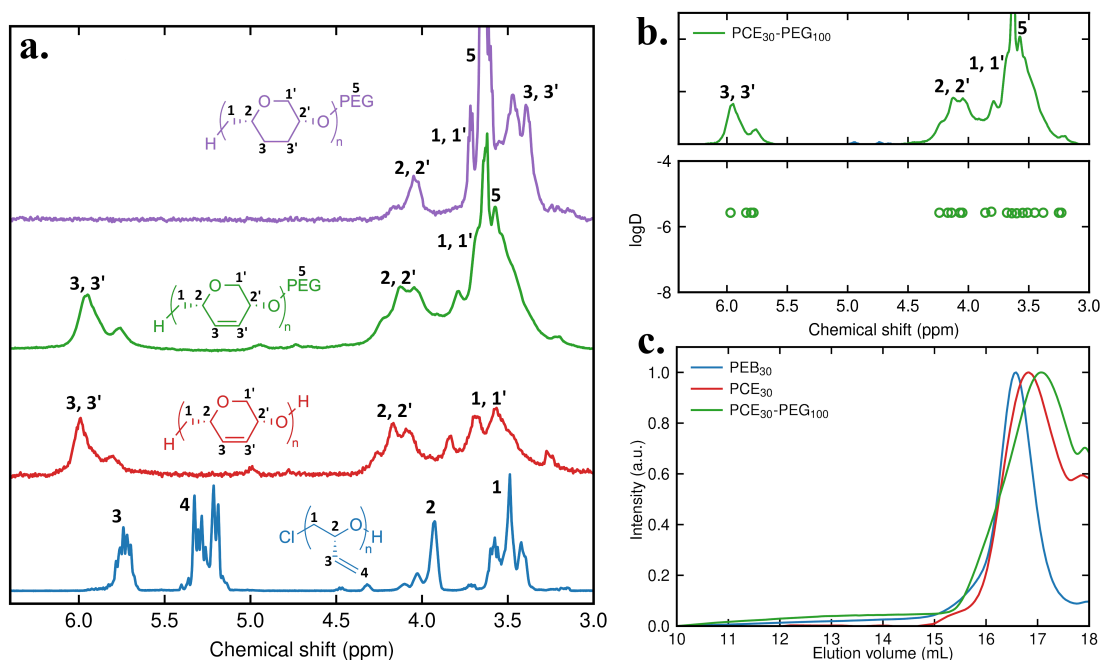 a.
5
1'
5
1
2
O
2'
PEG
H
O
n
3
3'
1, 1'
3, 3'
2, 2'
5
1, 1'
3, 3'
2, 2'
5
1'
1
2
O
2'
PEG
H
O
n
3
3'
3, 3'
2, 2'
1, 1'
1'
H
1
2
O
2'
O
H
n
3
3'
3
4
2
1
Cl
1
2
O
H
n
3
4
6.0 5.5 5.0 4.5 4.0 3.5 3.0
Chemical shift (ppm)
b.
PCE30-PEG100
5
1, 1'
3, 3'
2, 2'
-4
-6
-8
logD
6.0 5.5 5.0 4.5 4.0 3.5 3.0
Chemical shift (ppm)
c.
PEB30
PCE30
PCE30-PEG100
1.0
0.8
0.6
0.4
0.2
0.0
Intensity (a.u.)
10 11 12 13 14 15 16 17 18
Elution volume (mL)